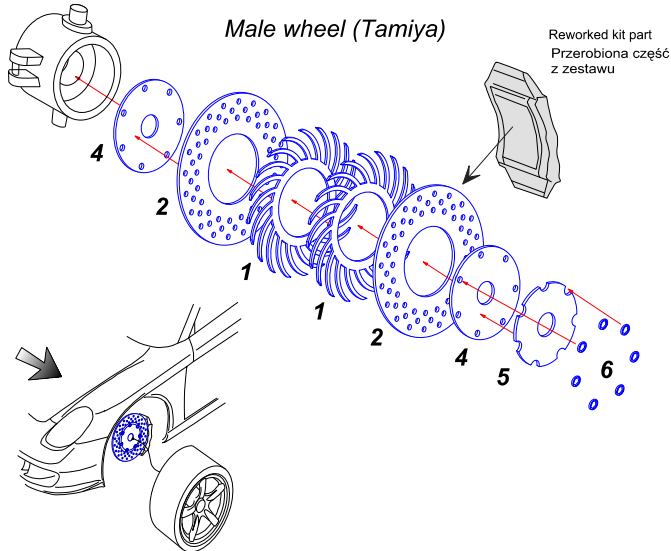 Male wheel (Tamiya)
Reworked kit part
Przerobiona część
z zestawu
4
2
1
1
2
4
5
6